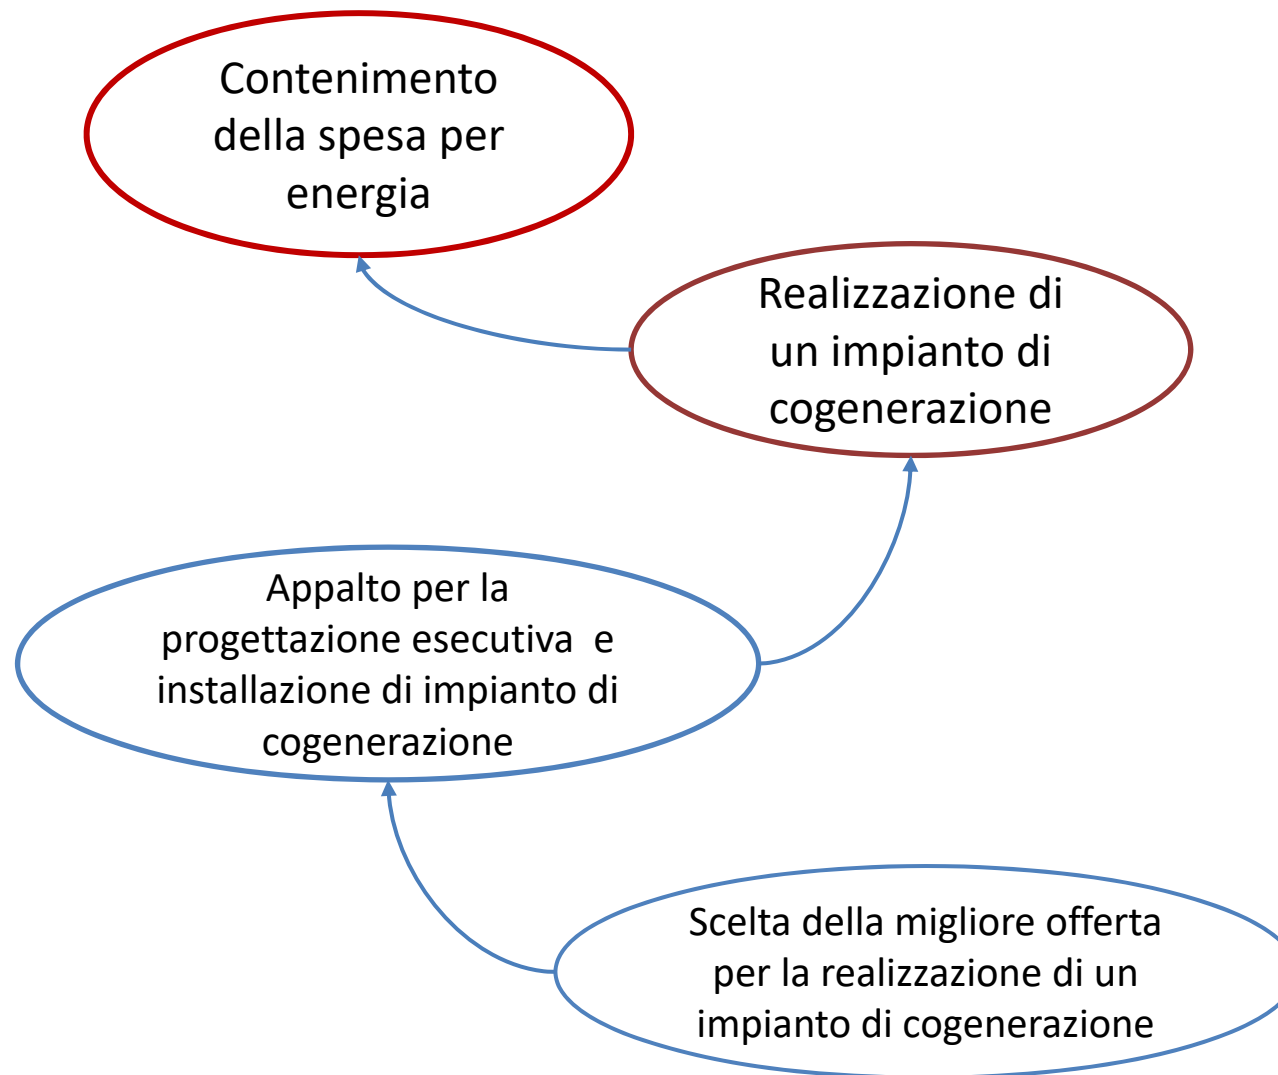 Contenimento
della spesa per
energia
Realizzazione di
un impianto di
cogenerazione
Appalto per la
progettazione esecutiva  e
installazione di impianto di
cogenerazione
Scelta della migliore offerta
per la realizzazione di un
impianto di cogenerazione